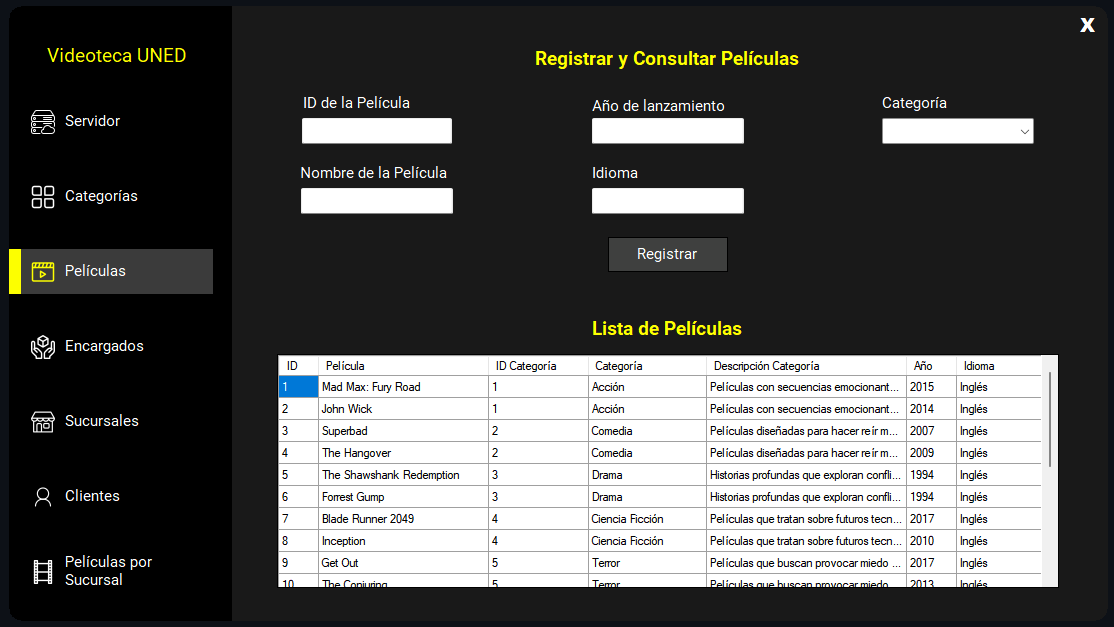 Videoteca UNED
Servidor
Categorías
Películas
Encargados
Sucursales
Clientes
Películas por
Sucursal
X
Registrar y Consultar Películas
ID de la Película
Año de lanzamiento
Categoría
Nombre de la Película
Idioma
Registrar
Lista de Películas
ID Película ID Categoría Categoría Descripción Categoría Año Idioma
1 Mad Max: Fury Road 1 Acción Películas con secuencias emocionant... 2015 Inglés
2 John Wick 1 Acción Películas con secuencias emocionant... 2014 Inglés
3 Superbad 2 Comedia Películas diseñadas para hacer reír m... 2007 Inglés
4 The Hangover 2 Comedia Películas diseñadas para hacer reír m... 2009 Inglés
5 The Shawshank Redemption 3 Drama Historias profundas que exploran confli... 1994 Inglés
6 Forrest Gump 3 Drama Historias profundas que exploran confli... 1994 Inglés
7 Blade Runner 2049 4 Ciencia Ficción Películas que tratan sobre futuros tecn... 2017 Inglés
8 Inception 4 Ciencia Ficción Películas que tratan sobre futuros tecn... 2010 Inglés
9 Get Out 5 Terror Películas que buscan provocar miedo ... 2017 Inglés
10 The Conjuring 5 Terror Películas que buscan provocar miedo ... 2013 Inglés